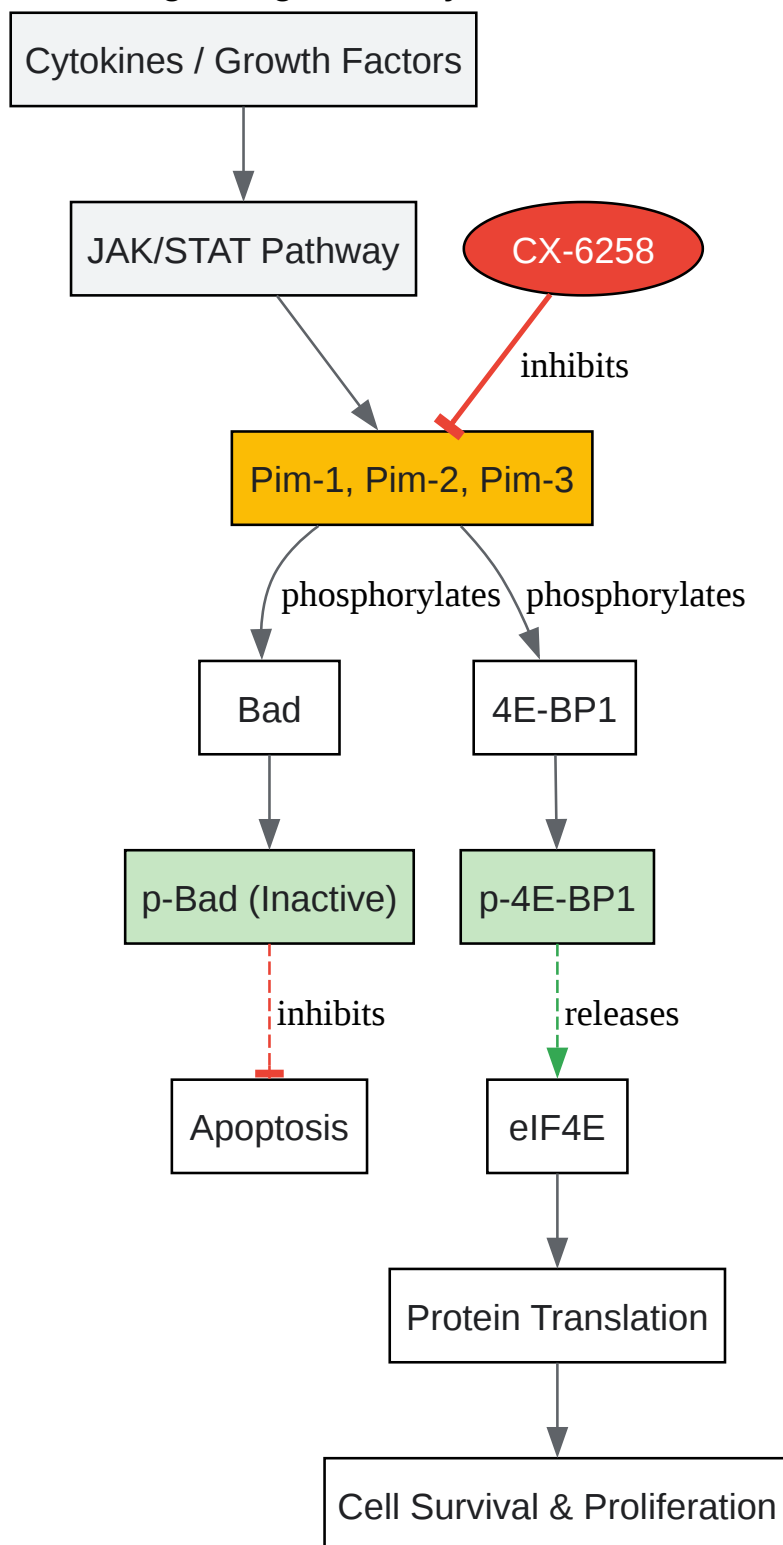 Cytokines / Growth Factors
JAK/STAT Pathway
CX-6258
inhibits
Pim-1, Pim-2, Pim-3
phosphorylates
phosphorylates
Bad
4E-BP1
p-Bad (Inactive)
p-4E-BP1
inhibits
releases
Apoptosis
eIF4E
Protein Translation
Cell Survival & Proliferation